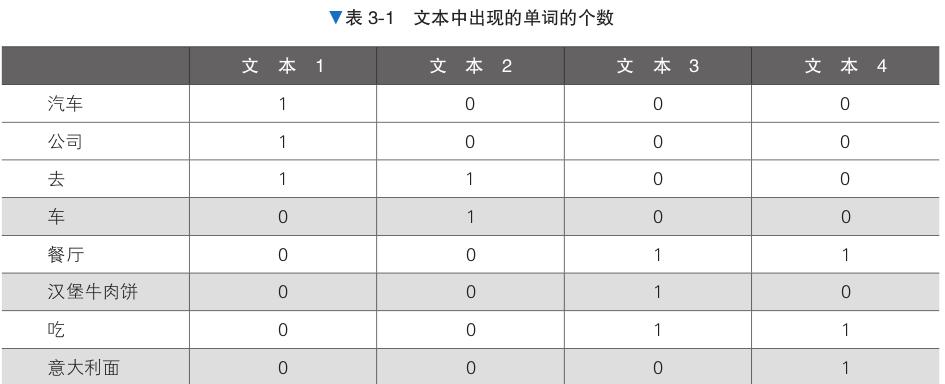 ▼表 3-1 文本中出现的单词的个数
文 本 1 文 本 2 文 本 3 文 本 4
汽车 1 0 0 0
公司 1 0 0 0
去 1 1 0 0
车 0 1 0 0
餐厅 0 0 1 1
汉堡牛肉饼 0 0 1 0
吃 0 0 1 1
意大利面 0 0 0 1